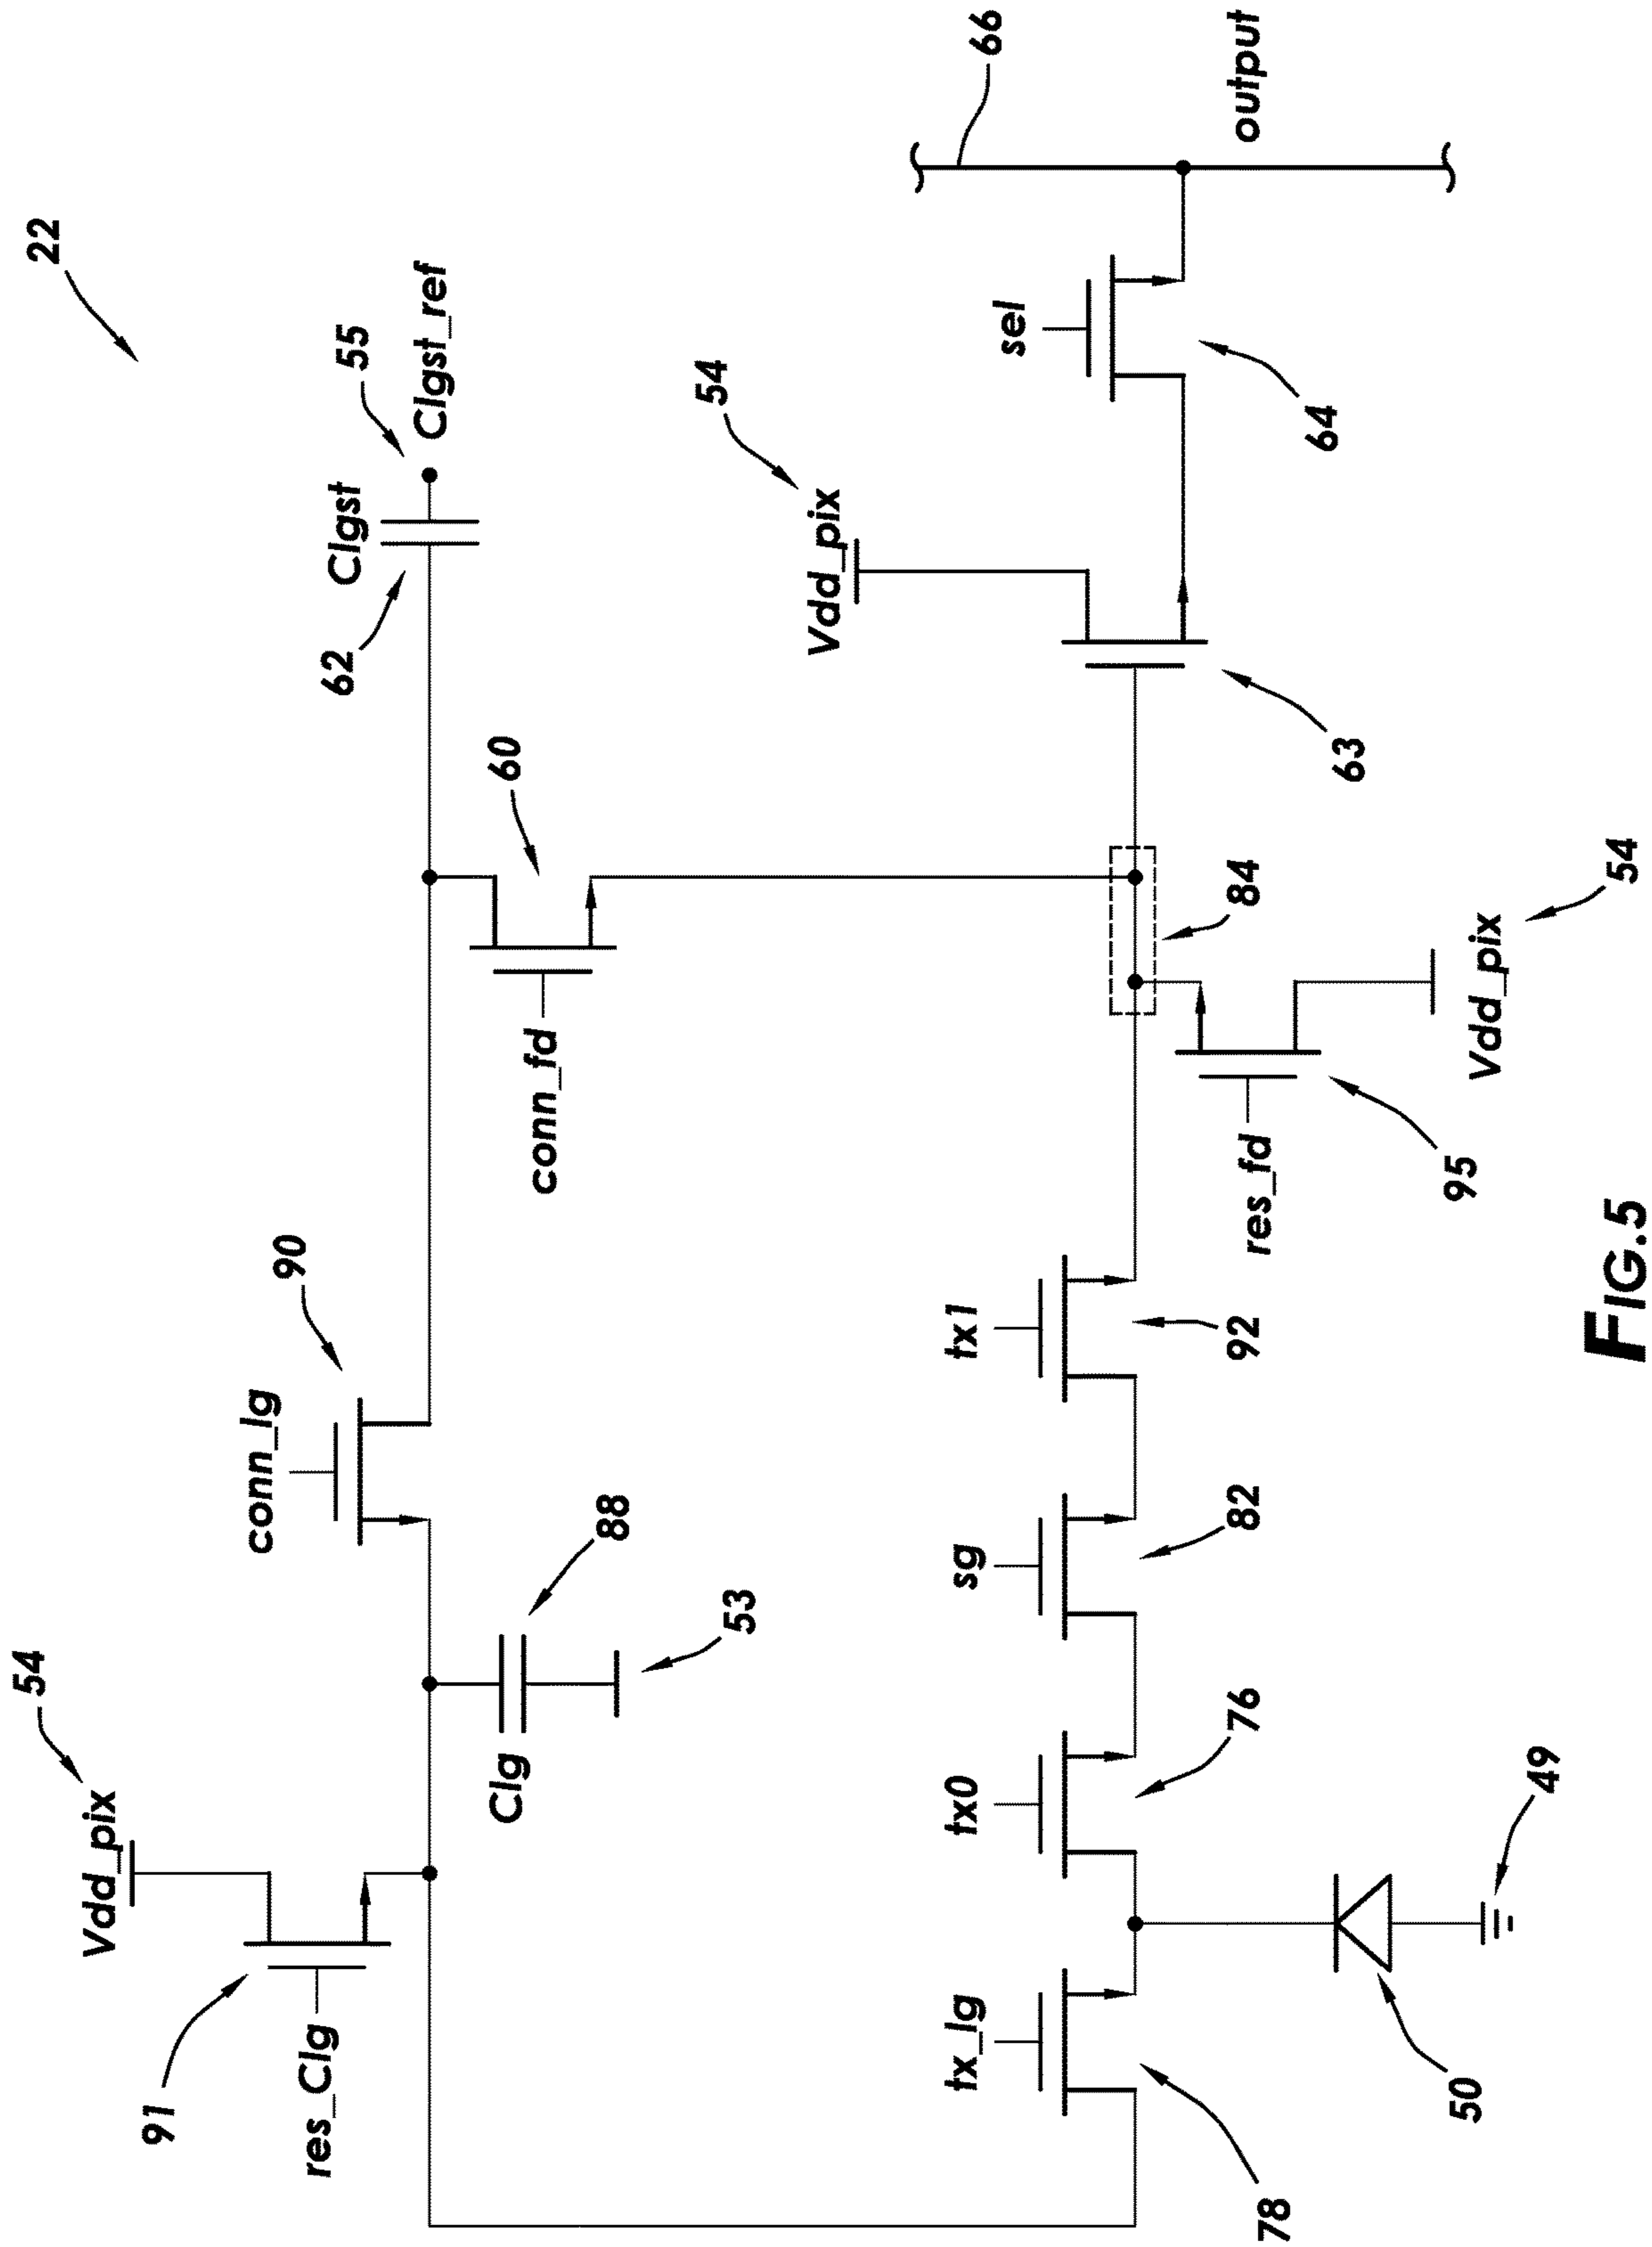 22
54
Vdd_pix
91
res_Clg
conn_lg
90
Clg
88
53
conn_fd
60
62
Clgst
55
Clgst_ref
54
Vdd_pix
sel
64
66
output
63
84
tx_lg
78
tx0
76
sg
82
tx1
92
res_fd
95
Vdd_pix
54
50
49
FIG.5